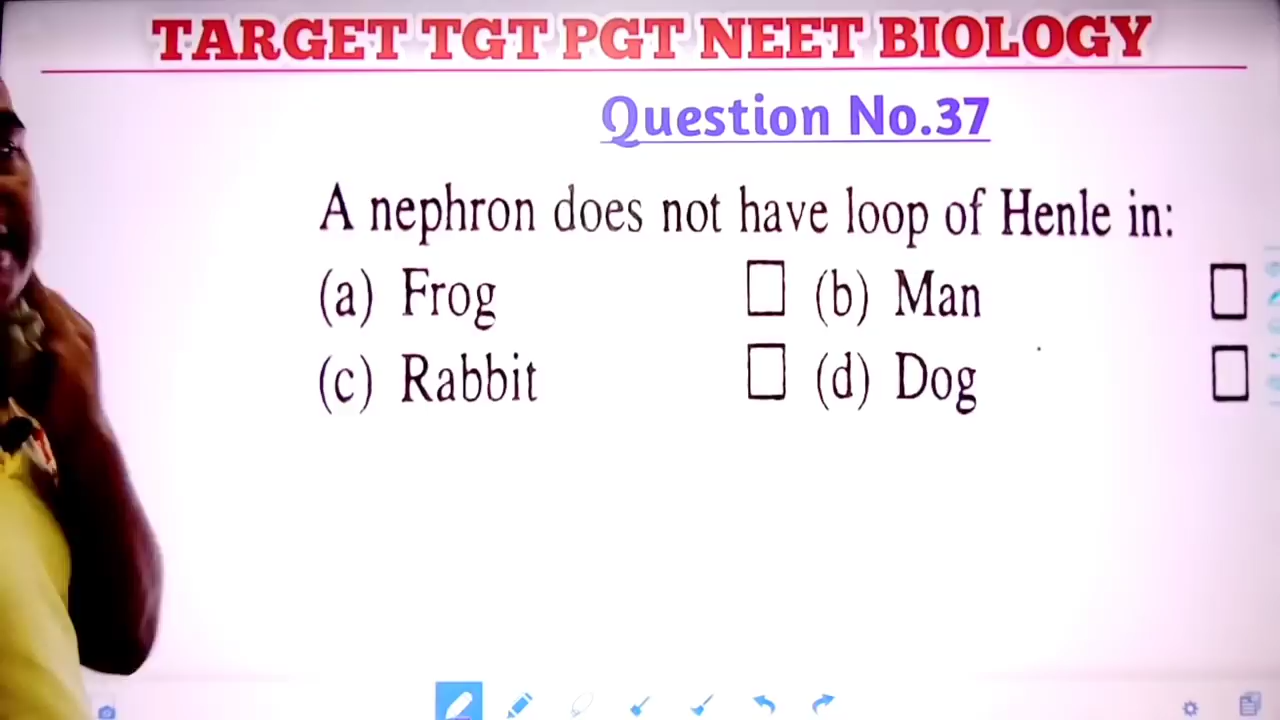 TARGET TGT PGT NEET BIOLOGY
Question No.37
A nephron does not have loop of Henle in:
(a) Frog (b) Man
(c) Rabbit (d) Dog